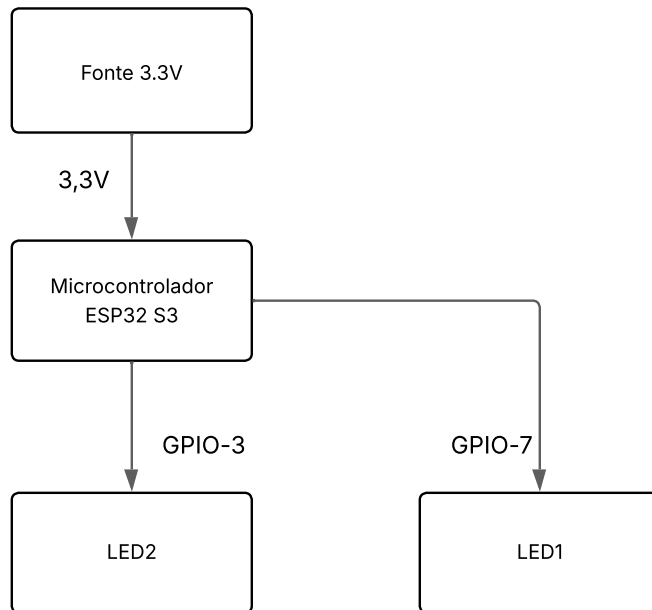 Fonte 3.3V
3,3V
Microcontrolador
ESP32 S3
GPIO-3
GPIO-7
LED2
LED1